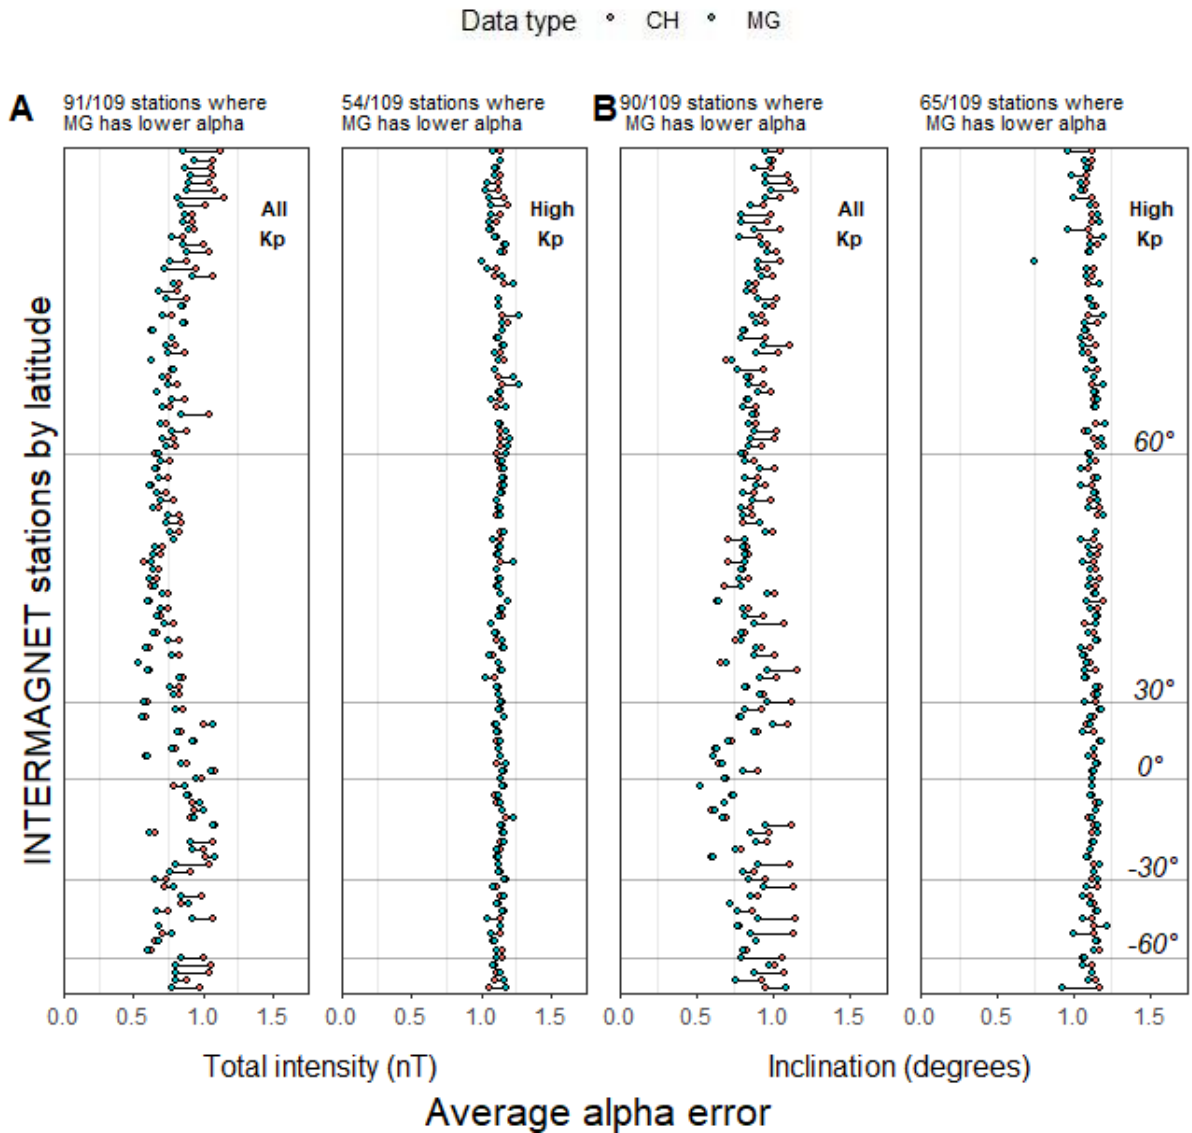 Data type CH MG
A
91/109 stations where
MG has lower alpha
54/109 stations where
MG has lower alpha
B
90/109 stations where
MG has lower alpha
65/109 stations where
MG has lower alpha
All
Kp
High
Kp
All
Kp
High
Kp
INTERMAGNET stations by latitude
60°
30°
0°
-30°
-60°
0.0 0.5 1.0 1.5
0.0 0.5 1.0 1.5
0.0 0.5 1.0 1.5
0.0 0.5 1.0 1.5
Total intensity (nT)
Inclination (degrees)
Average alpha error